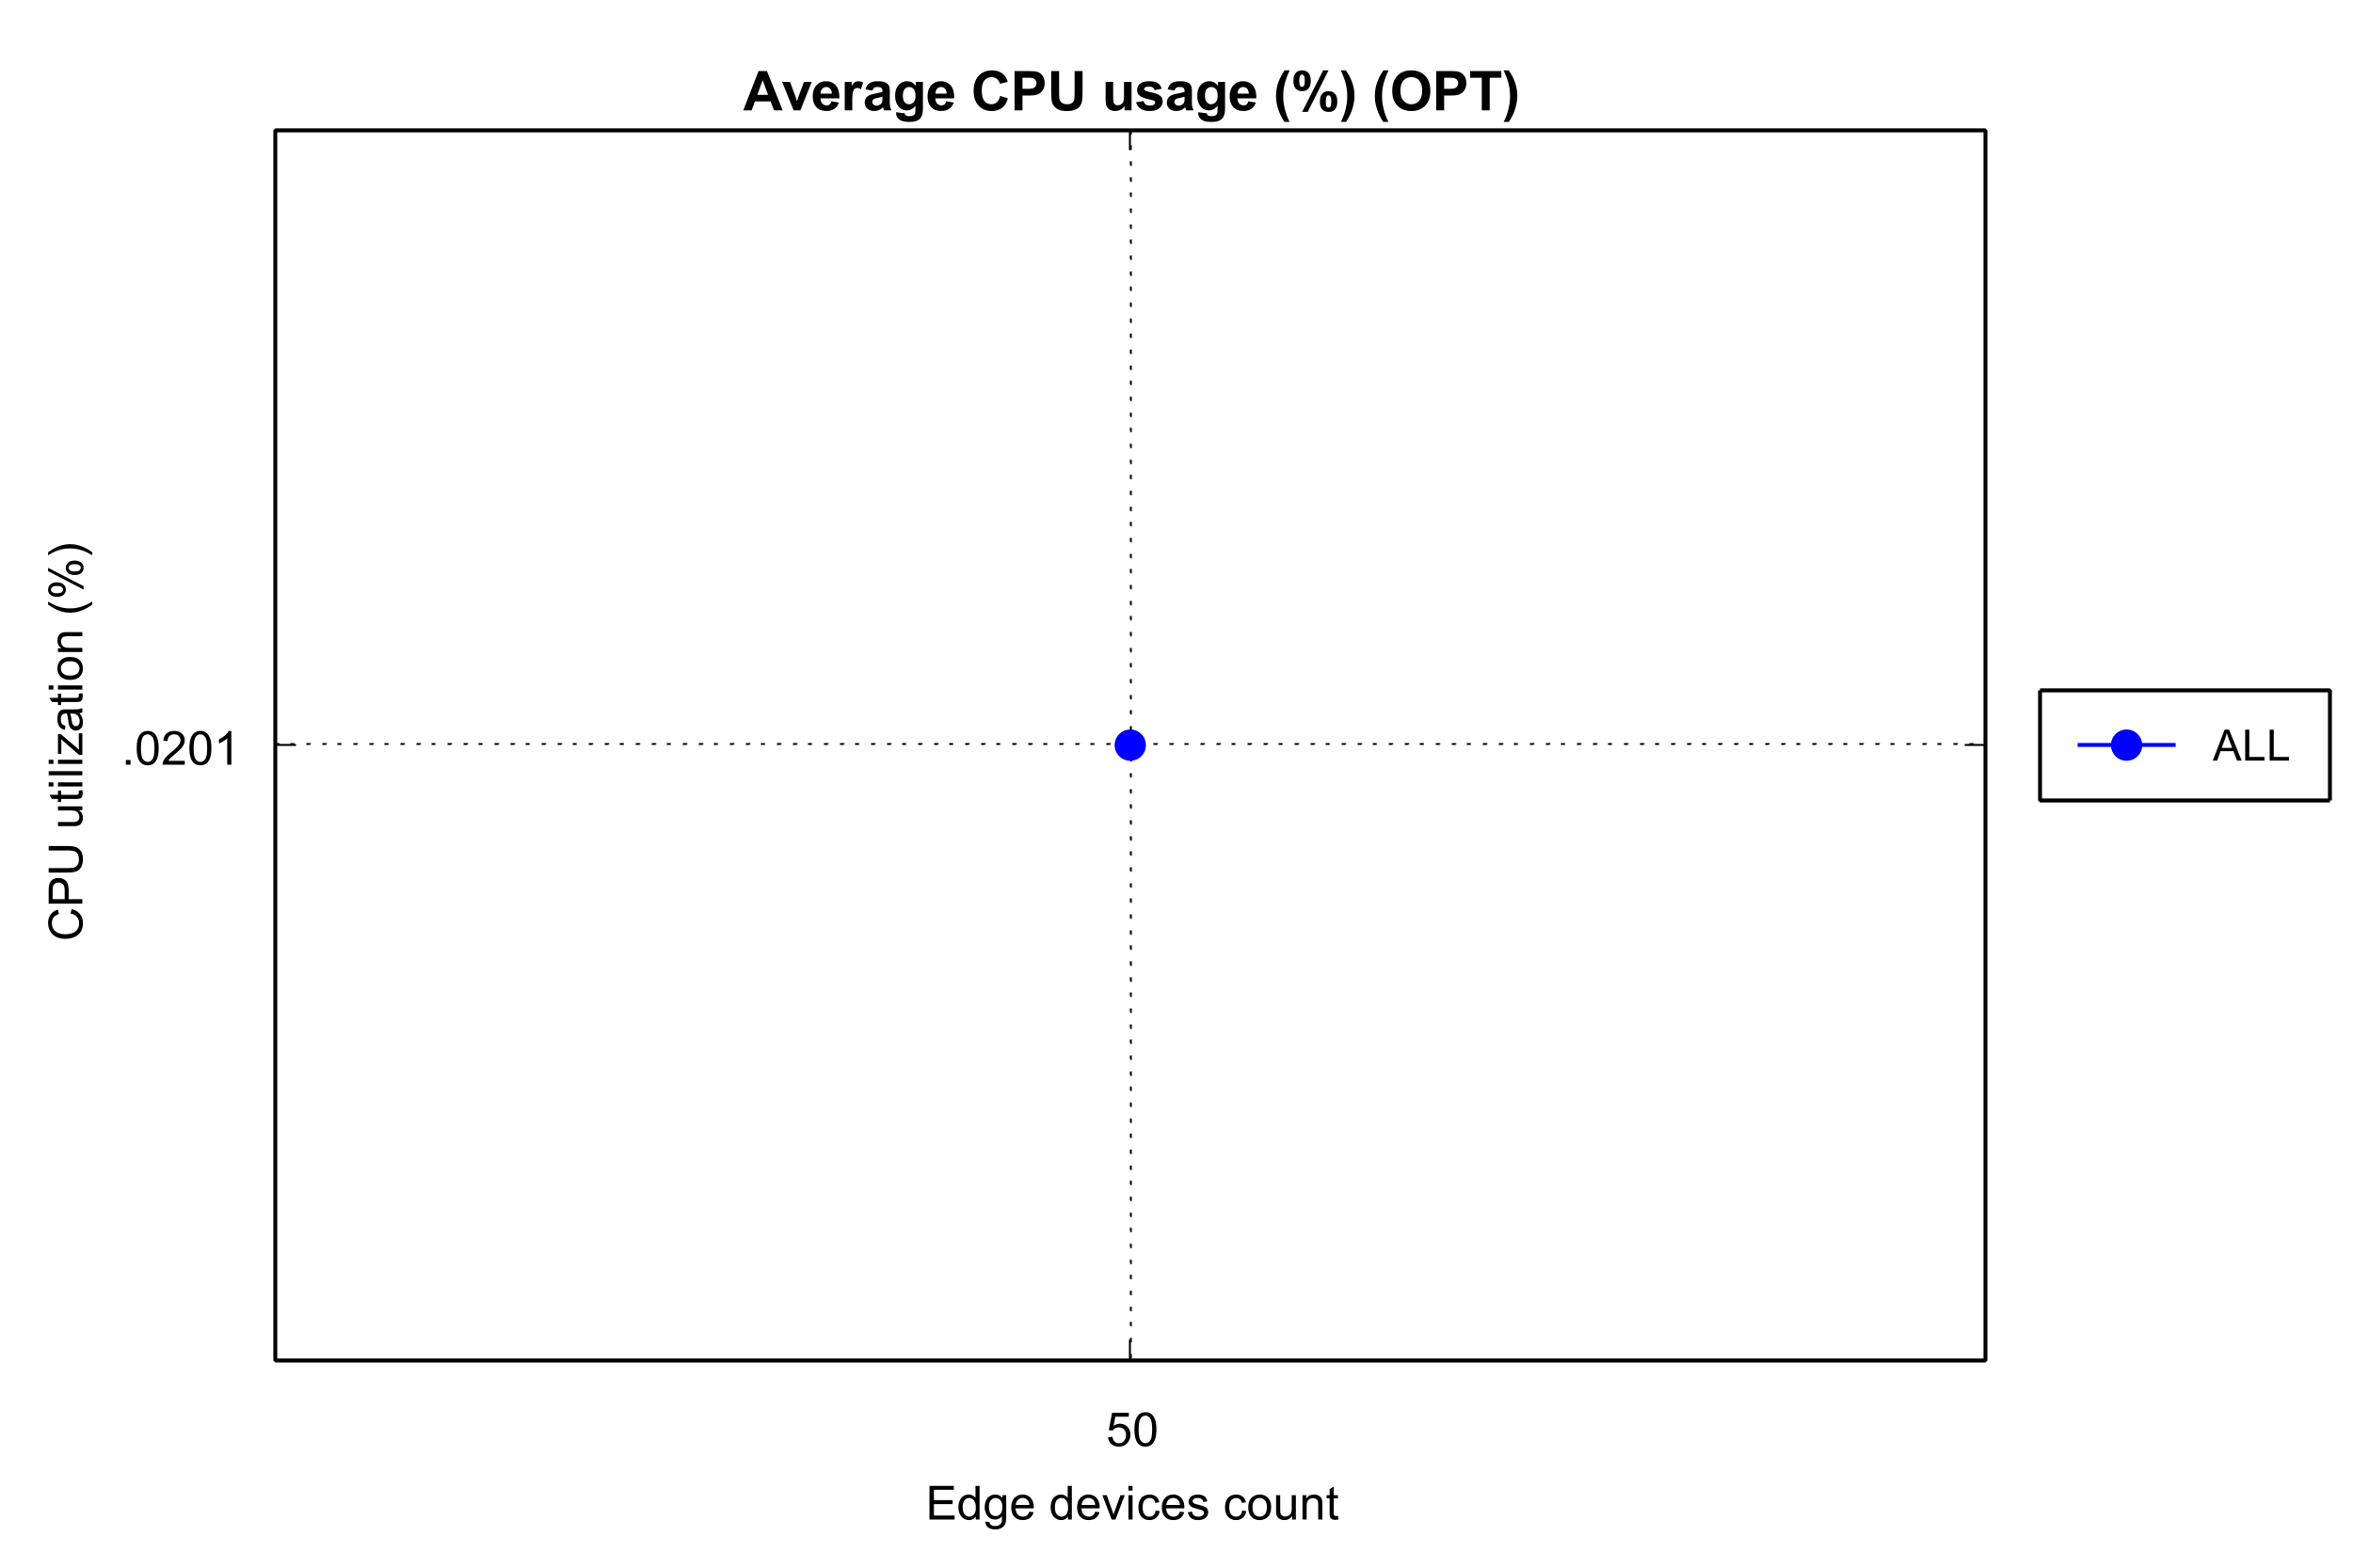 Average CPU usage (%) (OPT)
CPU utilization (%)
.0201
ALL
50
Edge devices count